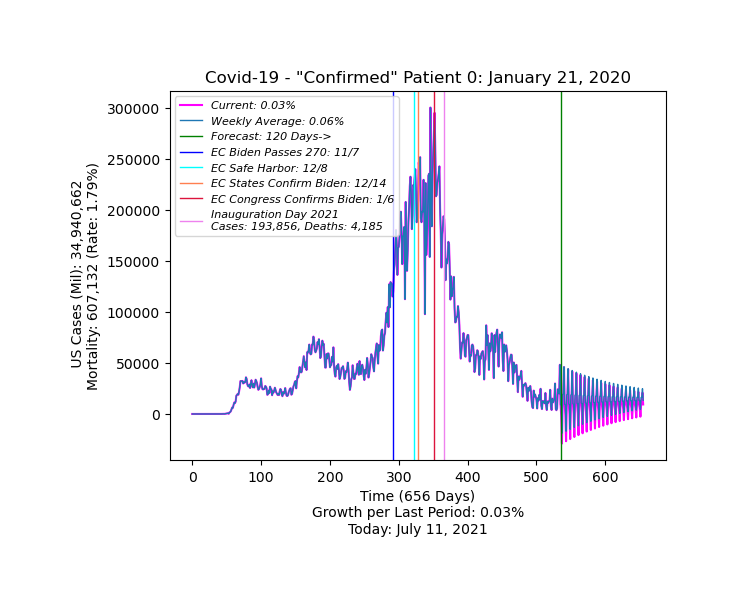 Covid-19 - "Confirmed" Patient 0: January 21, 2020
Current: 0.03%
Weekly Average: 0.06%
Forecast: 120 Days->
EC Biden Passes 270: 11/7
EC Safe Harbor: 12/8
EC States Confirm Biden: 12/14
EC Congress Confirms Biden: 1/6
Inauguration Day 2021
Cases: 193,856, Deaths: 4,185
US Cases (Mil): 34,940,662
Mortality: 607,132 (Rate: 1.79%)
300000
250000
200000
150000
100000
50000
0
0 100 200 300 400 500 600
Time (656 Days)
Growth per Last Period: 0.03%
Today: July 11, 2021